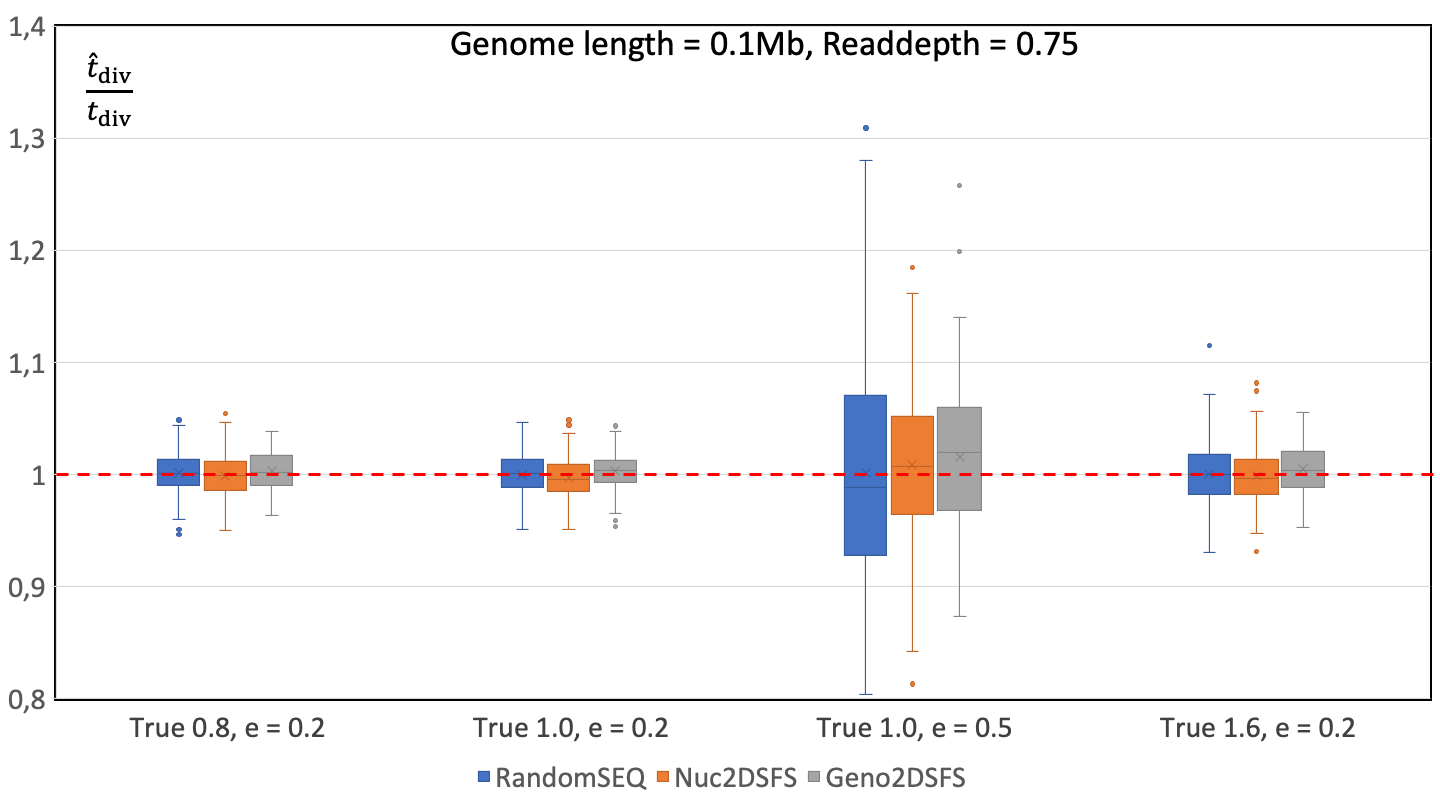 Genome length = 0.1Mb, Readdepth = 0.75
t̂div
tdiv
1,4
1,3
1,2
1,1
1
0,9
0,8
True 0.8, e = 0.2 True 1.0, e = 0.2 True 1.0, e = 0.5 True 1.6, e = 0.2
RandomSEQ Nuc2DSFS Geno2DSFS